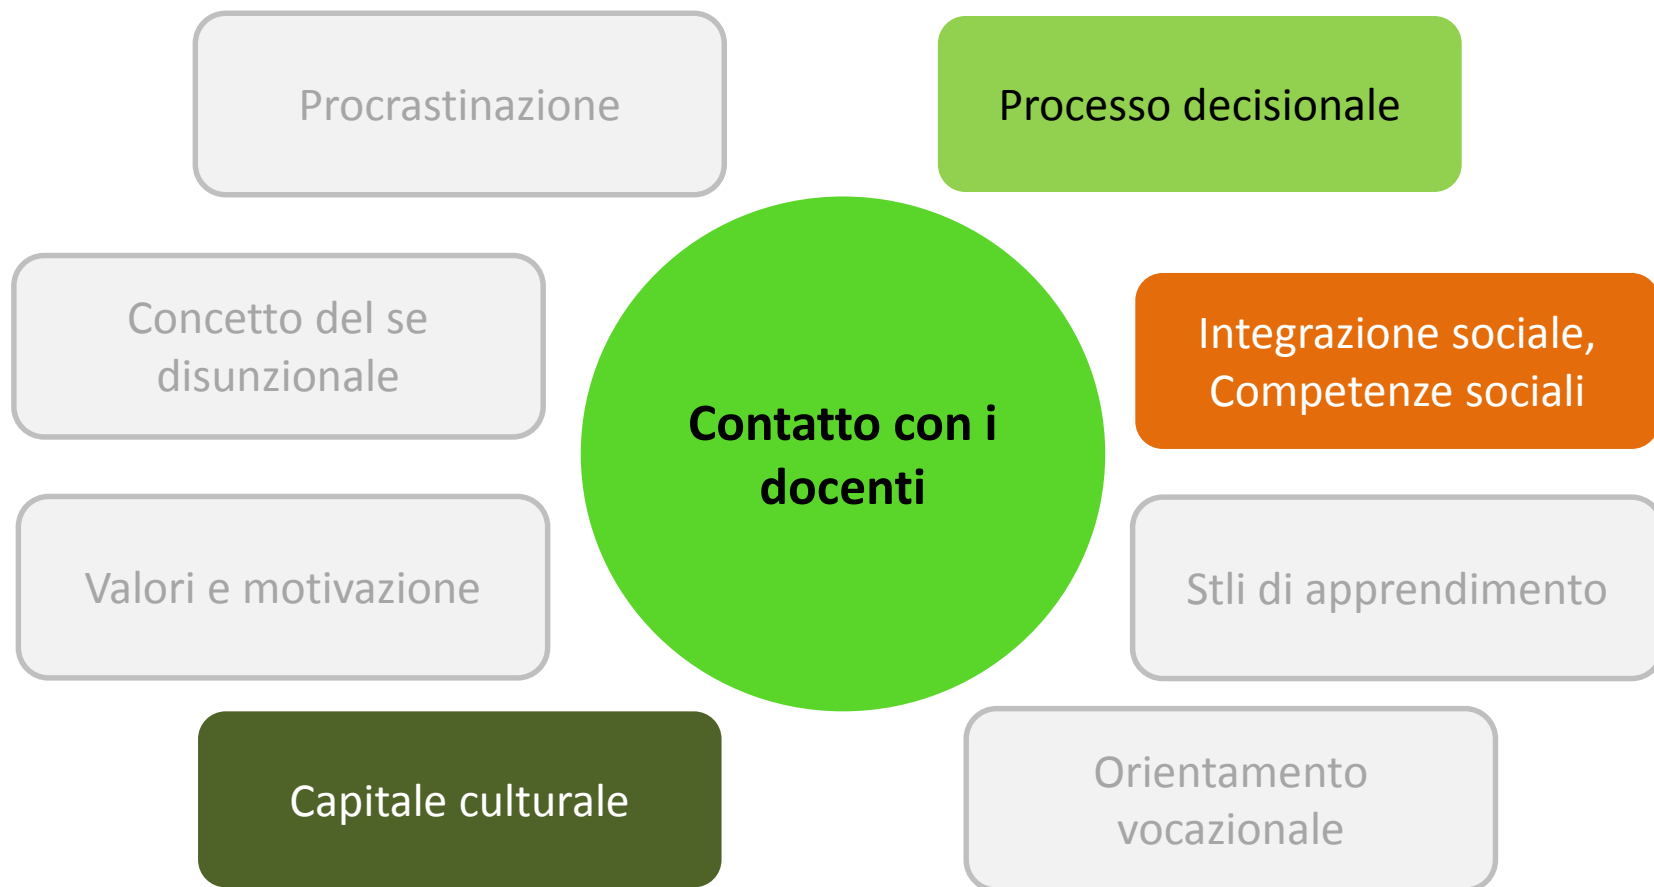 Procrastinazione
Processo decisionale
Concetto del se
disunzionale
Integrazione sociale,
Competenze sociali
Contatto con i
docenti
Valori e motivazione
Stli di apprendimento
Capitale culturale
Orientamento
vocazionale